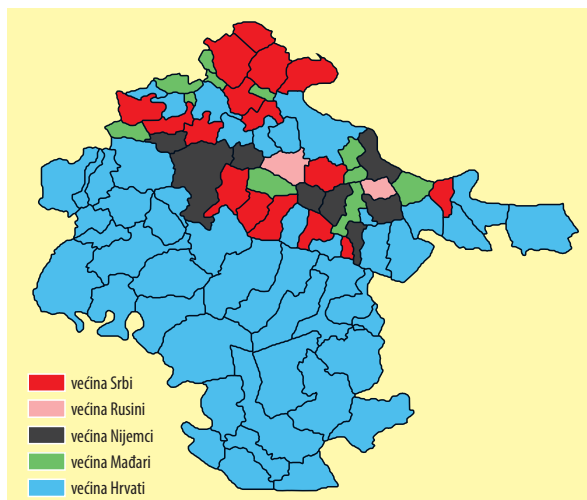 većina Srbi
većina Rusini
većina Nijemci
većina Mađari
većina Hrvati